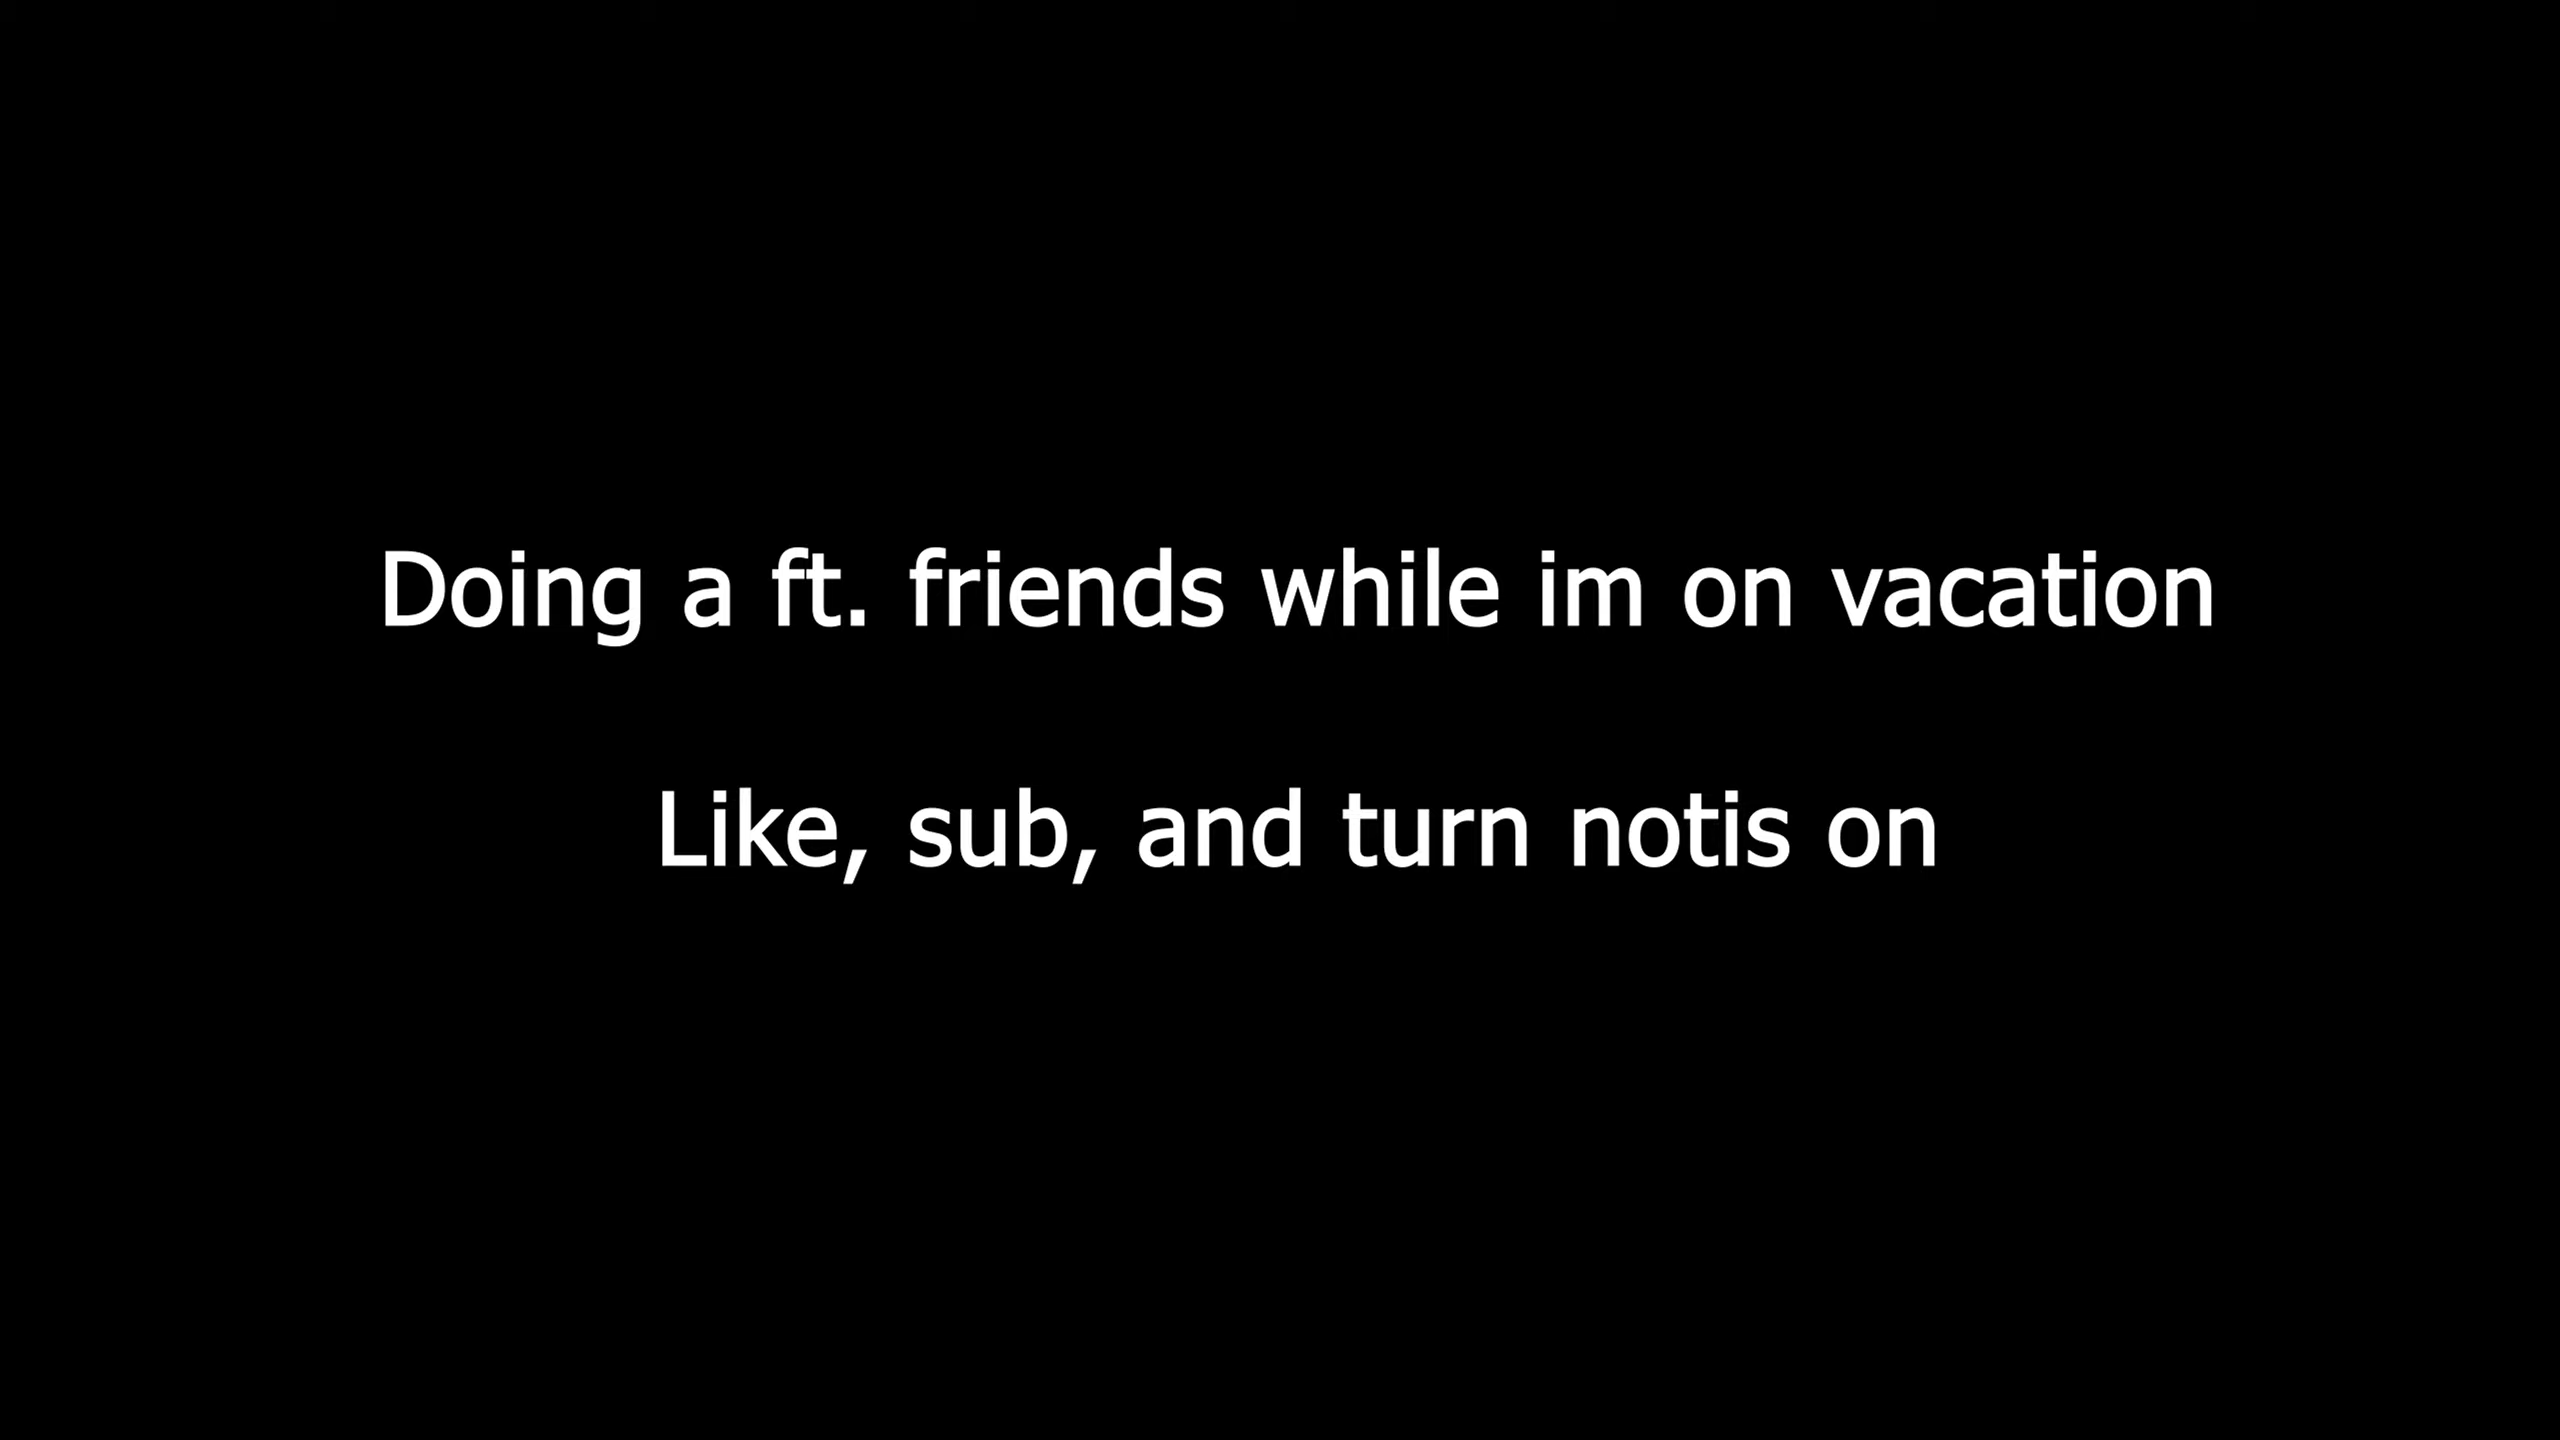 Doing a ft. friends while im on vacation
Like, sub, and turn notis on